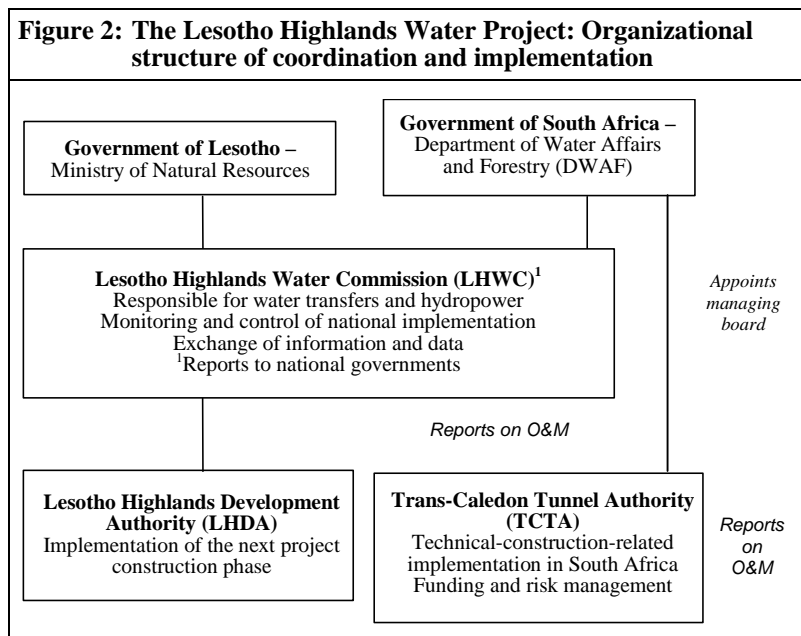 Figure 2: The Lesotho Highlands Water Project: Organizational
structure of coordination and implementation
Government of Lesotho –
Ministry of Natural Resources
Government of South Africa –
Department of Water Affairs
and Forestry (DWAF)
Lesotho Highlands Water Commission (LHWC)¹
Responsible for water transfers and hydropower
Monitoring and control of national implementation
Exchange of information and data
¹Reports to national governments
Appoints
managing
board
Reports on O&M
Lesotho Highlands Development
Authority (LHDA)
Implementation of the next project
construction phase
Trans-Caledon Tunnel Authority
(TCTA)
Technical-construction-related
implementation in South Africa
Funding and risk management
Reports
on
O&M